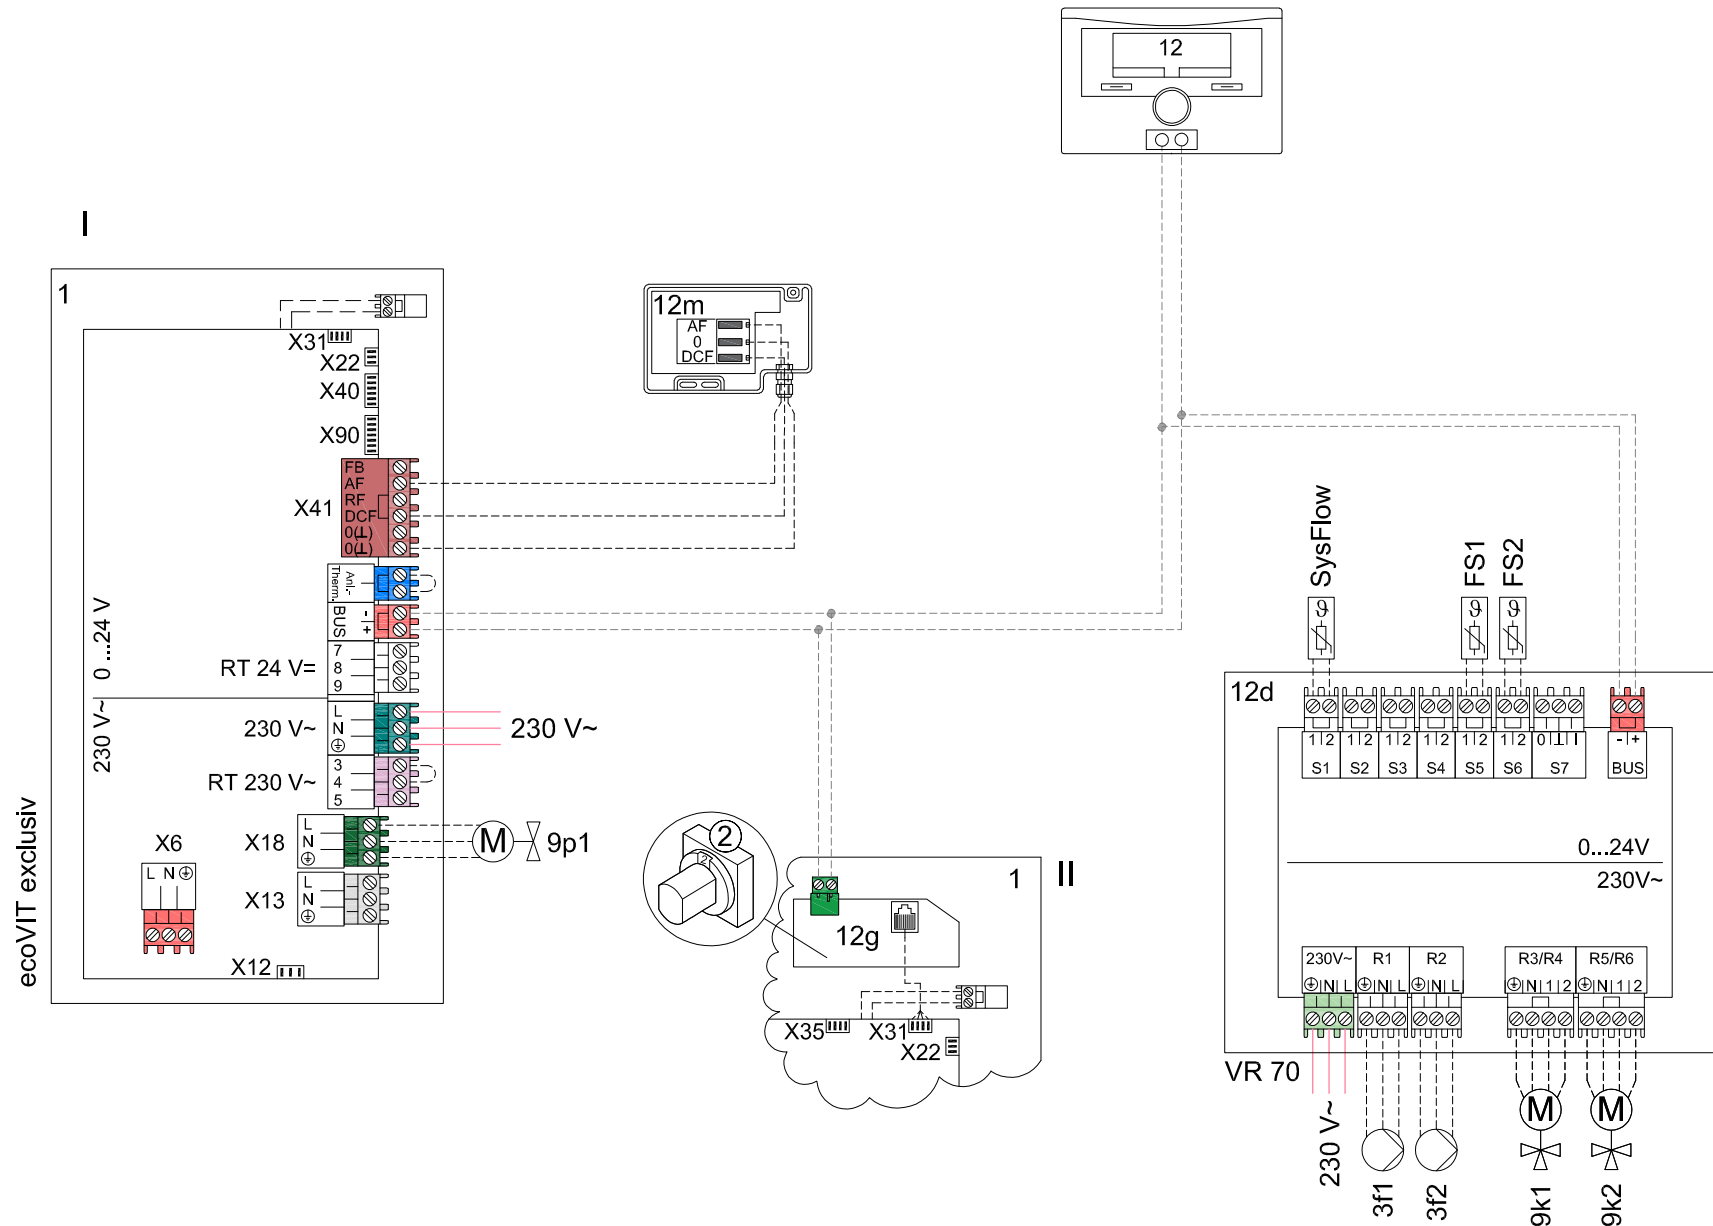 12
I
1
X31
X22
X40
X90
X41
FB
AF
RF
DCF
0(⊥)
0(⊥)
Anl.-
Therm.
BUS
-
+
0 ...24 V
RT 24 V=
7
8
9
230 V~
230 V~
L
N
230 V~
RT 230 V~
3
4
5
X18
L
N
M
9p1
X13
L
N
X6
L N
X12
ecoVIT exclusiv
12m
AF
0
DCF
2
2
1
II
12g
X35
X31
X22
SysFlow
FS1
FS2
12d
1|2
1|2
1|2
1|2
1|2
1|2
0
- +
S1
S2
S3
S4
S5
S6
S7
BUS
0...24V
230V~
230V~
R1
R2
R3/R4
R5/R6
N L
N L
N L
N 1 2
N 1 2
VR 70
230 V~
3f1
3f2
M
9k1
M
9k2